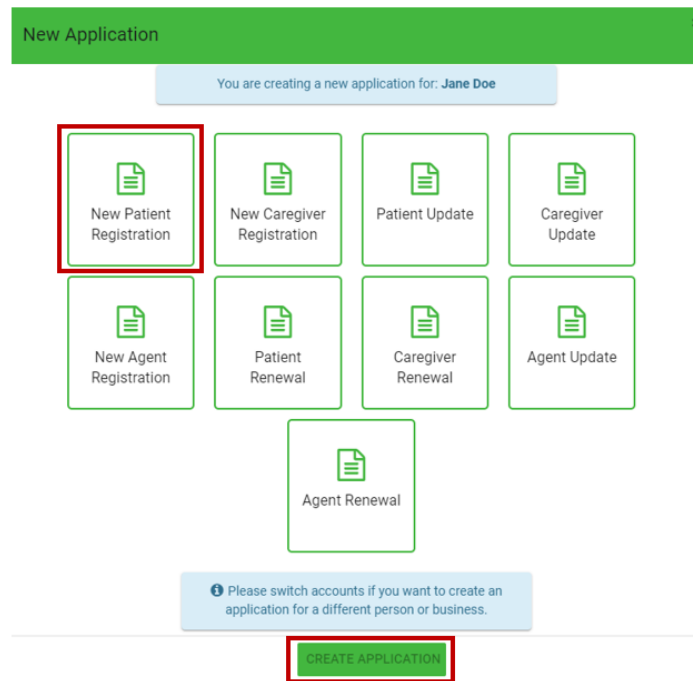 New Application
You are creating a new application for: Jane Doe
New Patient
Registration
New Caregiver
Registration
Patient Update
Caregiver
Update
New Agent
Registration
Patient
Renewal
Caregiver
Renewal
Agent Update
Agent Renewal
Please switch accounts if you want to create an
application for a different person or business.
CREATE APPLICATION